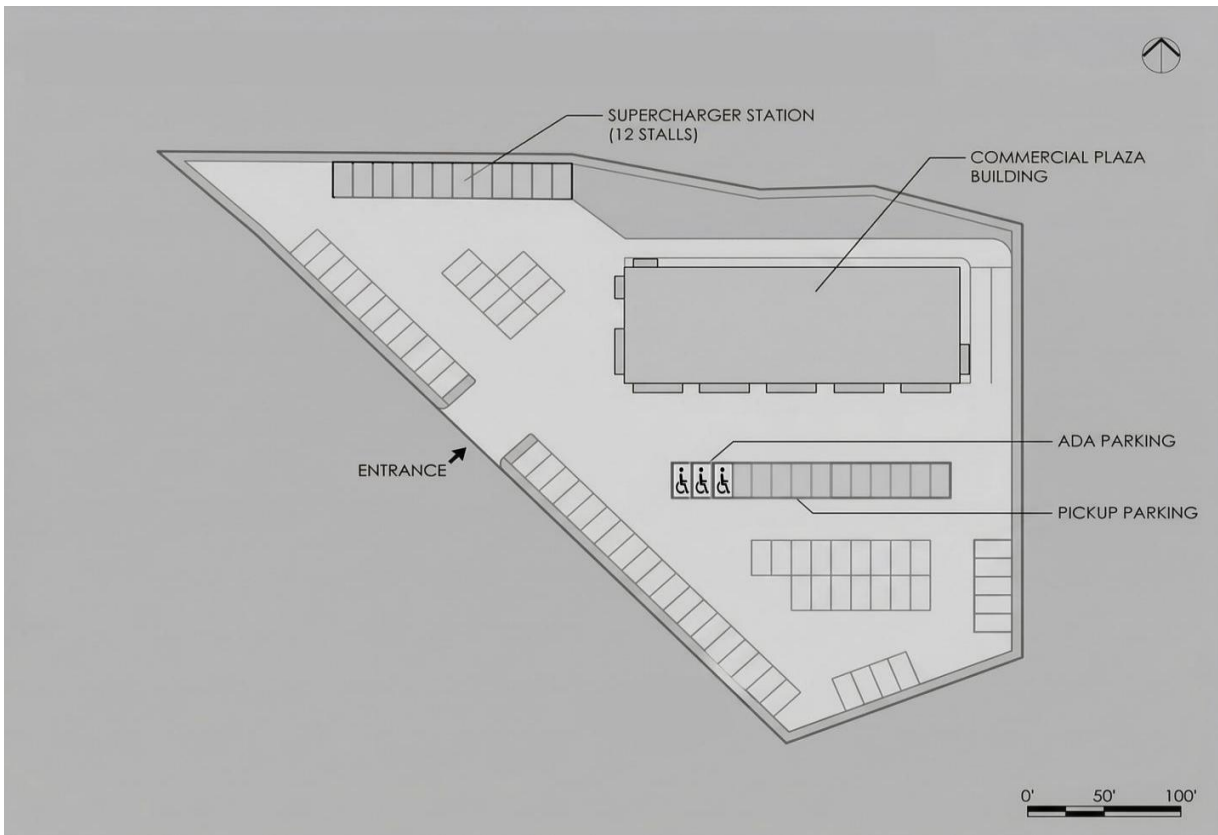 SUPERCHARGER STATION
(12 STALLS)
COMMERCIAL PLAZA
BUILDING
ADA PARKING
ENTRANCE
PICKUP PARKING
0' 50' 100'